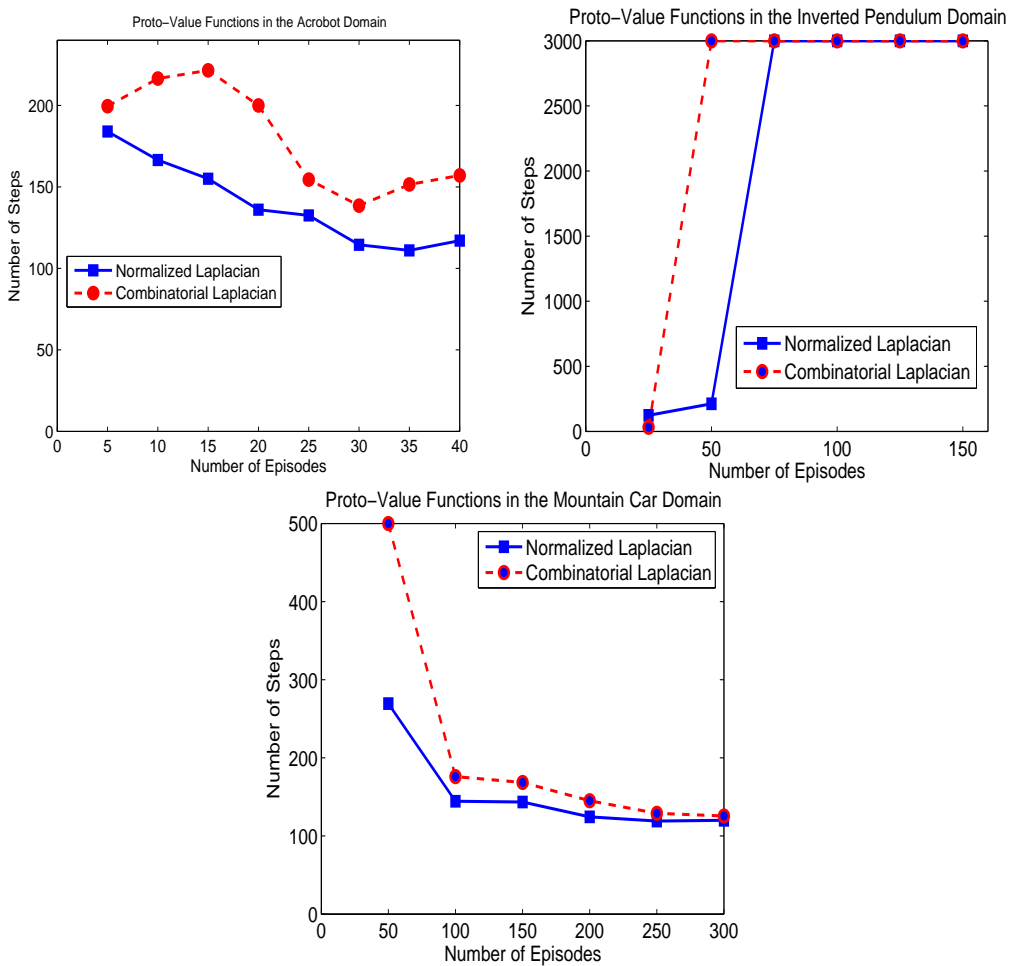 Proto−Value Functions in the Acrobot Domain
200
150
100
50
0
Number of Steps
Normalized Laplacian
Combinatorial Laplacian
0 5 10 15 20 25 30 35 40
Number of Episodes
Proto−Value Functions in the Inverted Pendulum Domain
3000
2500
2000
1500
3000
500
0
Number of Steps
Normalized Laplacian
Combinatorial Laplacian
0 50 100 150
Number of Episodes
Proto−Value Functions in the Mountain Car Domain
500
400
300
200
100
0
Number of Steps
Normalized Laplacian
Combinatorial Laplacian
0 50 100 150 200 250 300
Number of Episodes